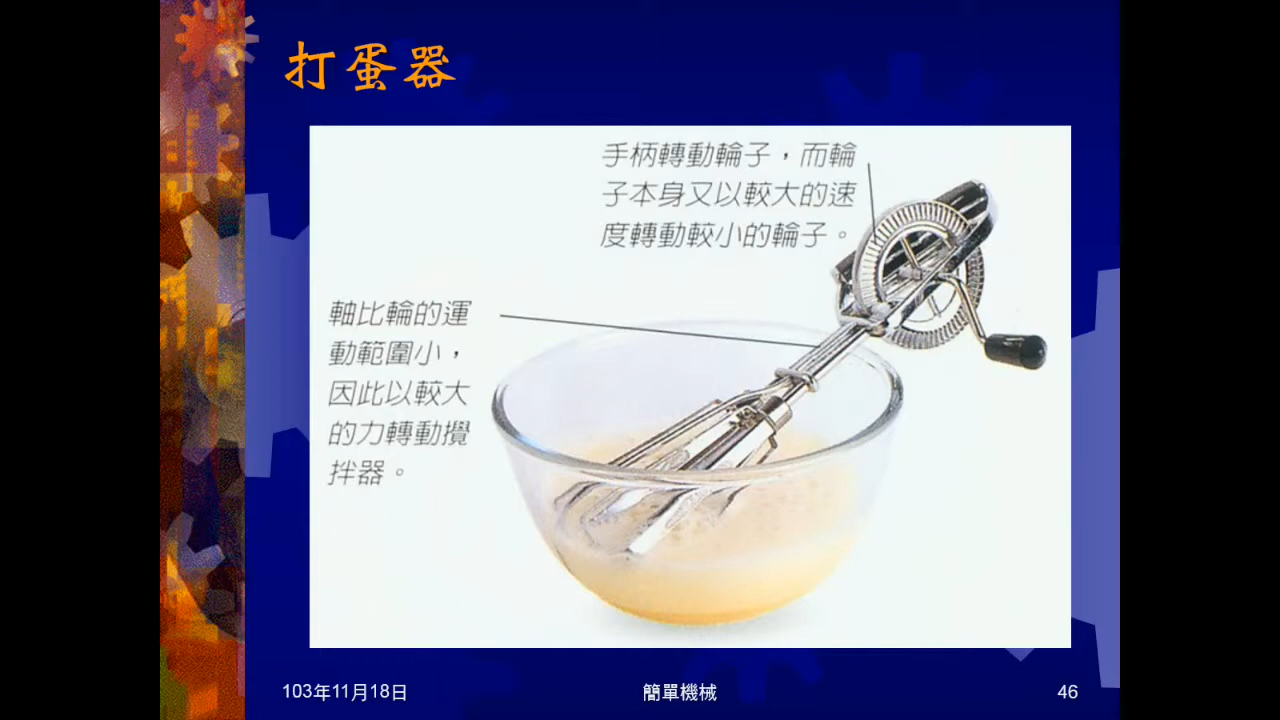 打蛋器
手柄轉動輪子，而輪
子本身又以較大的速
度轉動較小的輪子。
軸比輪的運
動範圍小，
因此以較大
的力轉動攪
拌器。
103年11月18日
簡單機械
46